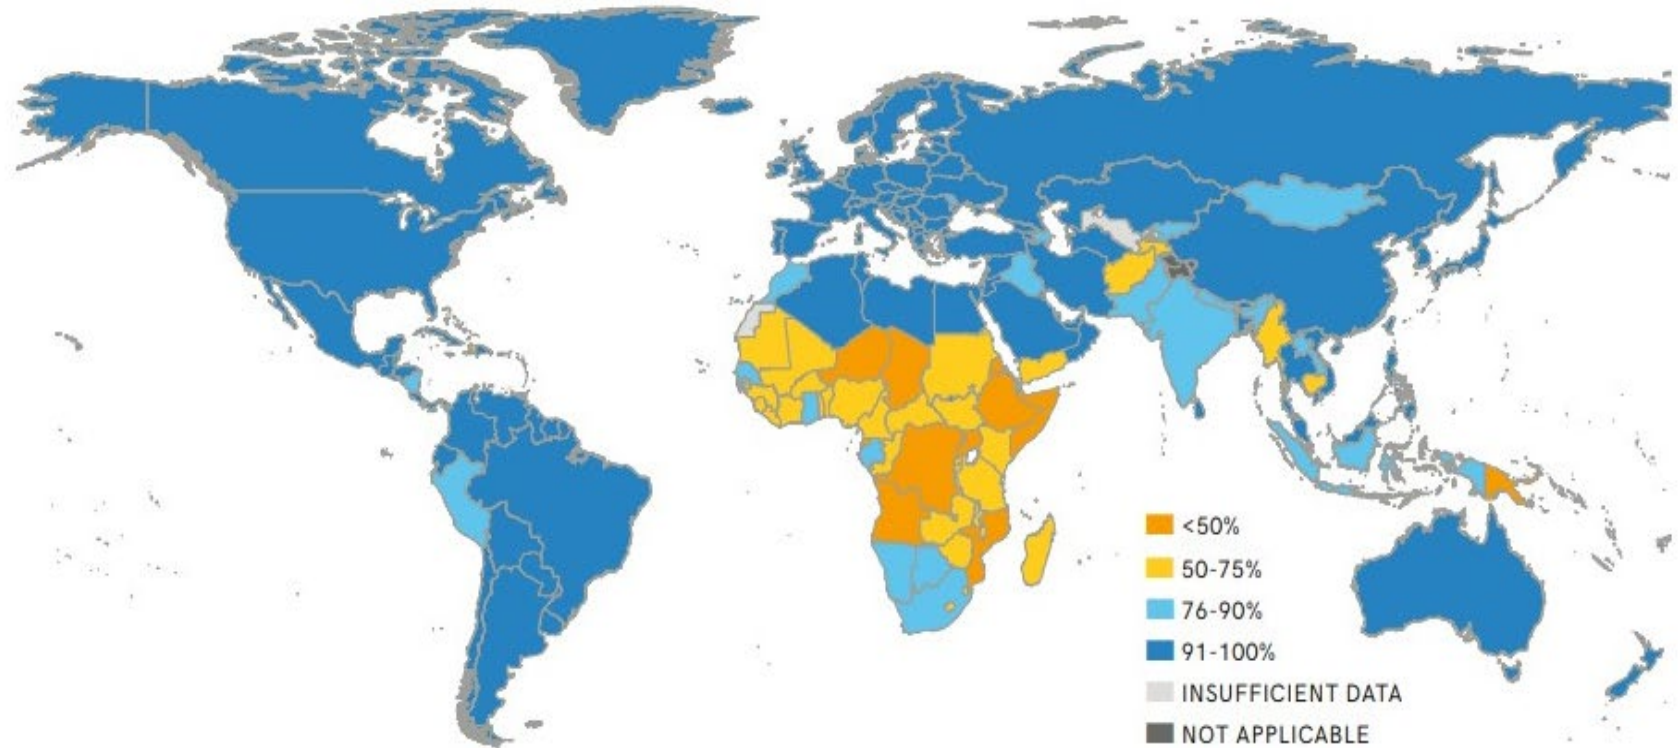 <50%
50-75%
76-90%
91-100%
INSUFFICIENT DATA
NOT APPLICABLE